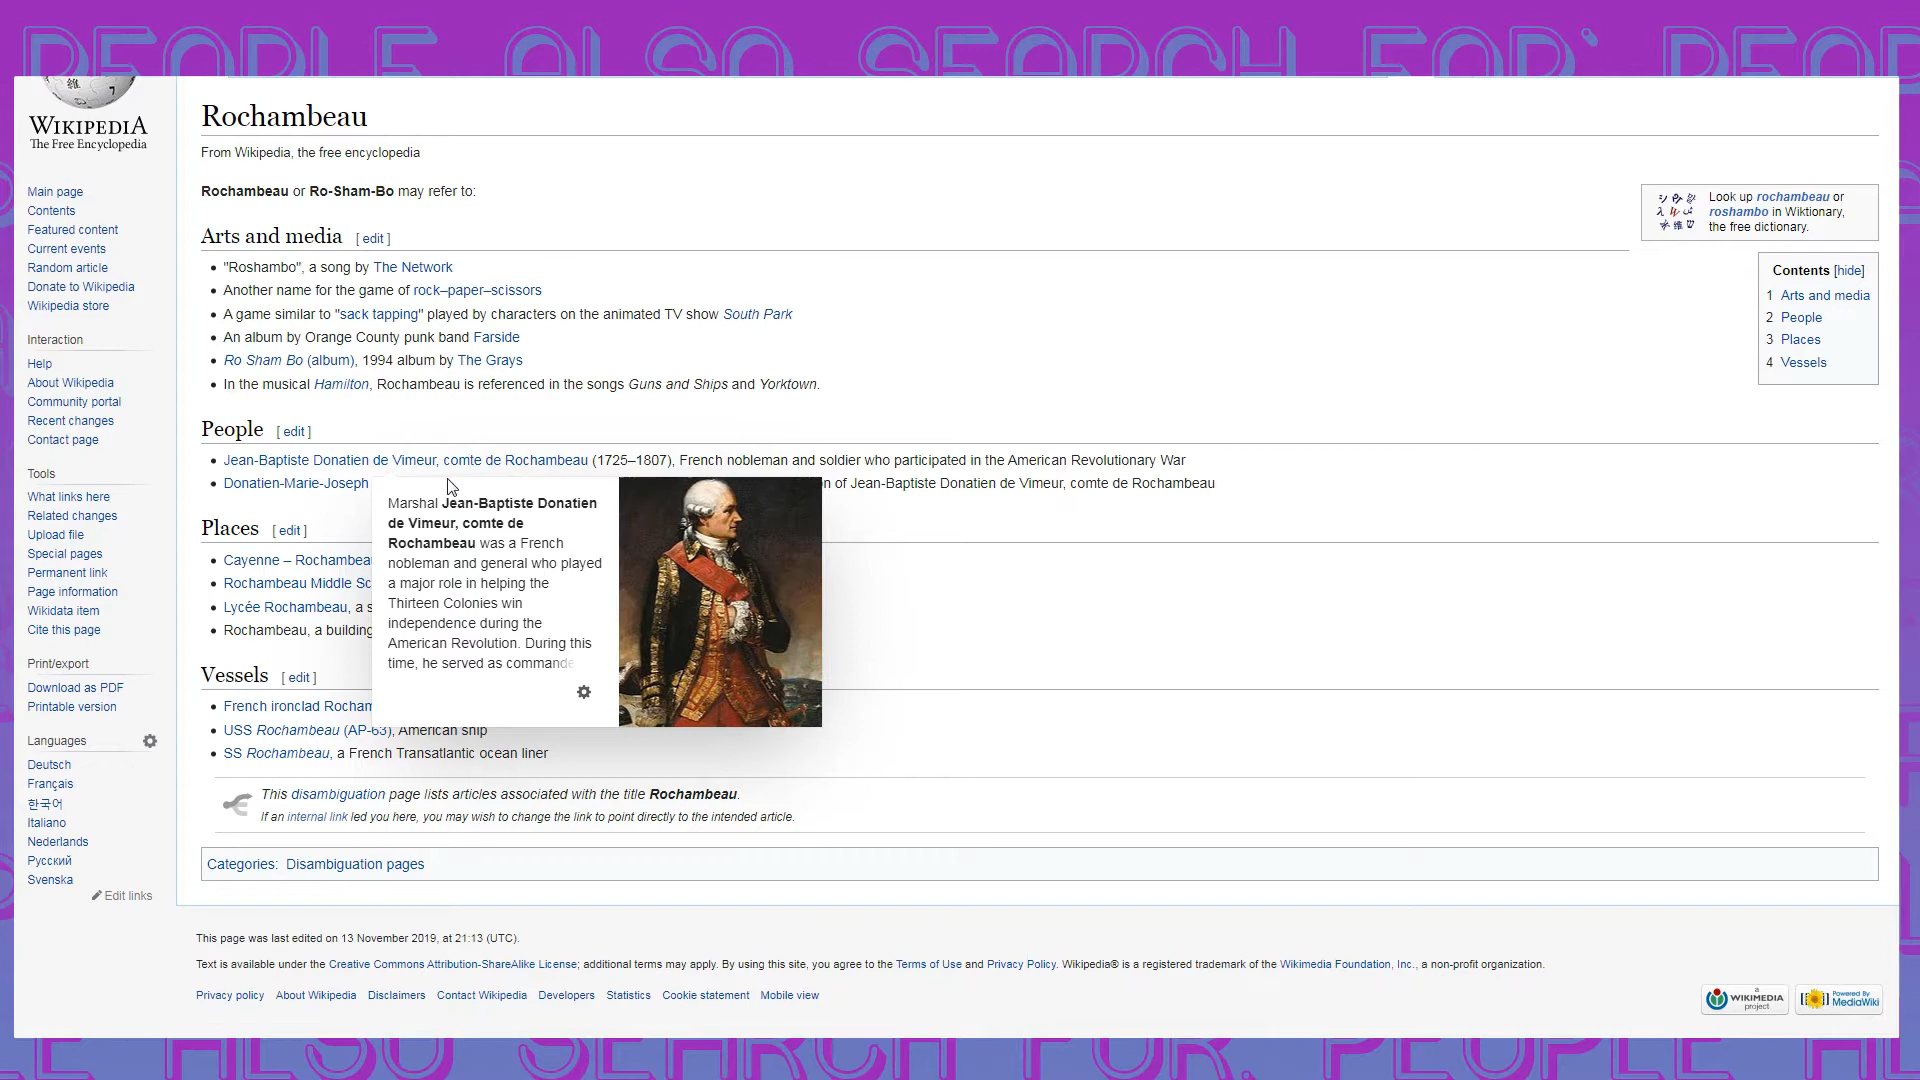 PEOPLE ALSO SEARCH FOR: PEO
WIKIPEDIA
The Free Encyclopedia
Main page
Contents
Featured content
Current events
Random article
Donate to Wikipedia
Wikipedia store
Interaction
Help
About Wikipedia
Community portal
Recent changes
Contact page
Tools
What links here
Related changes
Upload file
Special pages
Permanent link
Page information
Wikidata item
Cite this page
Print/export
Download as PDF
Printable version
Languages
Deutsch
Français
한국어
Italiano
Nederlands
Русский
Svenska
Edit links
Rochambeau
From Wikipedia, the free encyclopedia
Rochambeau or Ro-Sham-Bo may refer to:
Look up rochambeau or
roshambo in Wiktionary,
the free dictionary.
Contents [hide]
1 Arts and media
2 People
3 Places
4 Vessels
Arts and media [ edit ]
"Roshambo", a song by The Network
Another name for the game of rock–paper–scissors
A game similar to "sack tapping" played by characters on the animated TV show South Park
An album by Orange County punk band Farside
Ro Sham Bo (album), 1994 album by The Grays
In the musical Hamilton, Rochambeau is referenced in the songs Guns and Ships and Yorktown.
People [ edit ]
Jean-Baptiste Donatien de Vimeur, comte de Rochambeau (1725–1807), French nobleman and soldier who participated in the American Revolutionary War
Donatien-Marie-Joseph n of Jean-Baptiste Donatien de Vimeur, comte de Rochambeau
Marshal Jean-Baptiste Donatien
de Vimeur, comte de
Rochambeau was a French
nobleman and general who played
a major role in helping the
Thirteen Colonies win
independence during the
American Revolution. During this
time, he served as commande
Places [ edit ]
Cayenne – Rochambeau
Rochambeau Middle Sc
Lycée Rochambeau, a s
Rochambeau, a building
Vessels [ edit ]
French ironclad Rocham
USS Rochambeau (AP-63), American ship
SS Rochambeau, a French Transatlantic ocean liner
This disambiguation page lists articles associated with the title Rochambeau.
If an internal link led you here, you may wish to change the link to point directly to the intended article.
Categories: Disambiguation pages
This page was last edited on 13 November 2019, at 21:13 (UTC).
Text is available under the Creative Commons Attribution-ShareAlike License; additional terms may apply. By using this site, you agree to the Terms of Use and Privacy Policy. Wikipedia® is a registered trademark of the Wikimedia Foundation, Inc., a non-profit organization.
Privacy policy About Wikipedia Disclaimers Contact Wikipedia Developers Statistics Cookie statement Mobile view
a
WIKIMEDIA
project
Powered By
MediaWiki
LE ALSO SEARCH FOR: PEOPLE AL